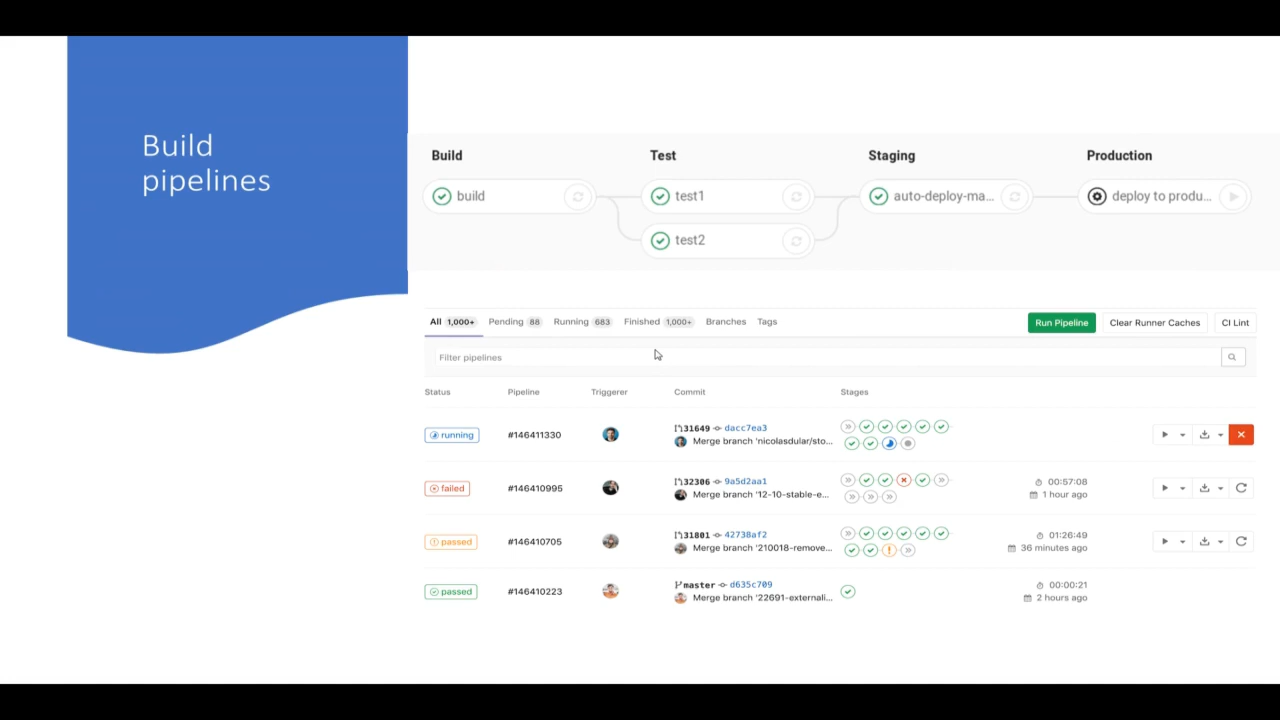 Build
pipelines
Build Test Staging Production
build test1 auto-deploy-ma... deploy to produ...
test2
All 1,000+ Pending 88 Running 683 Finished 1,000+ Branches Tags Run Pipeline Clear Runner Caches CI Lint
Filter pipelines
Status Pipeline Triggerer Commit Stages
running #146411330 31649 dacc7ea3
Merge branch 'nicolasdular/sto...
failed #146410995 32306 9a5d2aa1 00:57:08
Merge branch '12-10-stable-e... 1 hour ago
passed #146410705 31801 42738af2 01:26:49
Merge branch '210018-remove... 36 minutes ago
passed #146410223 master d635c709 00:00:21
Merge branch '22691-externali... 2 hours ago